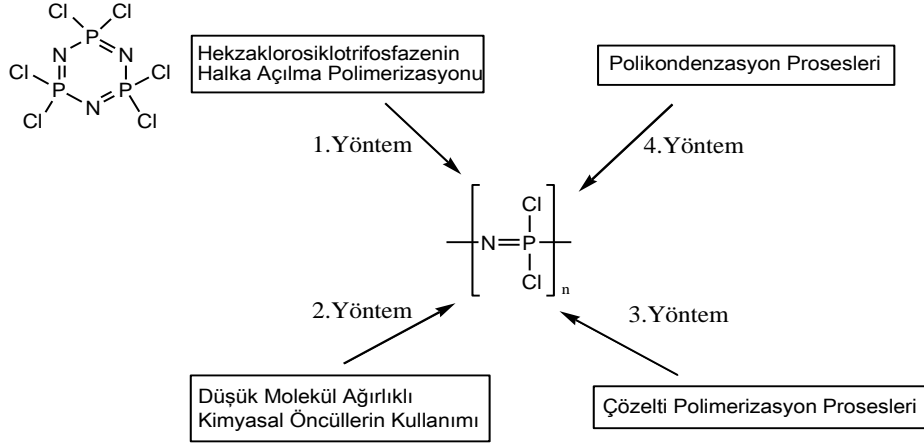 Cl Cl
P
N N
Cl Cl
P P
N
Cl Cl
Hekzaklorosiklotrifosfazenin
Halka Açılma Polimerizasyonu
Polikondenzasyon Prosesleri
1.Yöntem
4.Yöntem
Cl
N P
Cl
n
2.Yöntem
3.Yöntem
Düşük Molekül Ağırlıklı
Kimyasal Öncüllerin Kullanımı
Çözelti Polimerizasyon Prosesleri